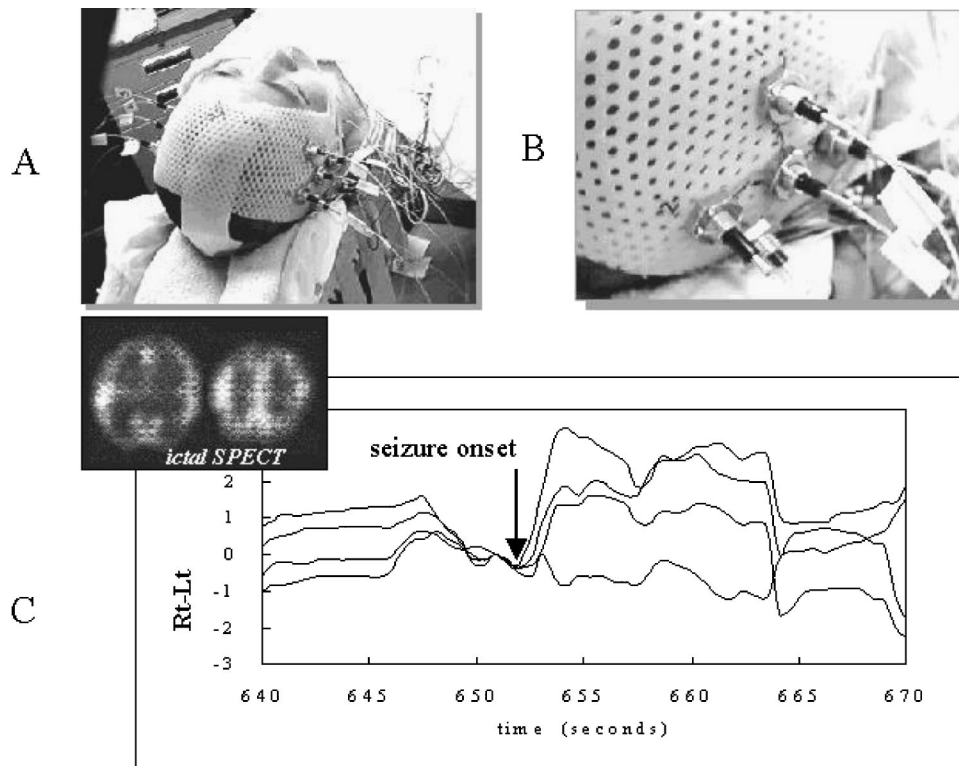 A
B
ictal SPECT
seizure onset
C
Rt-Lt
2
1
0
-1
-2
-3
640 645 650 655 660 665 670
time (seconds)